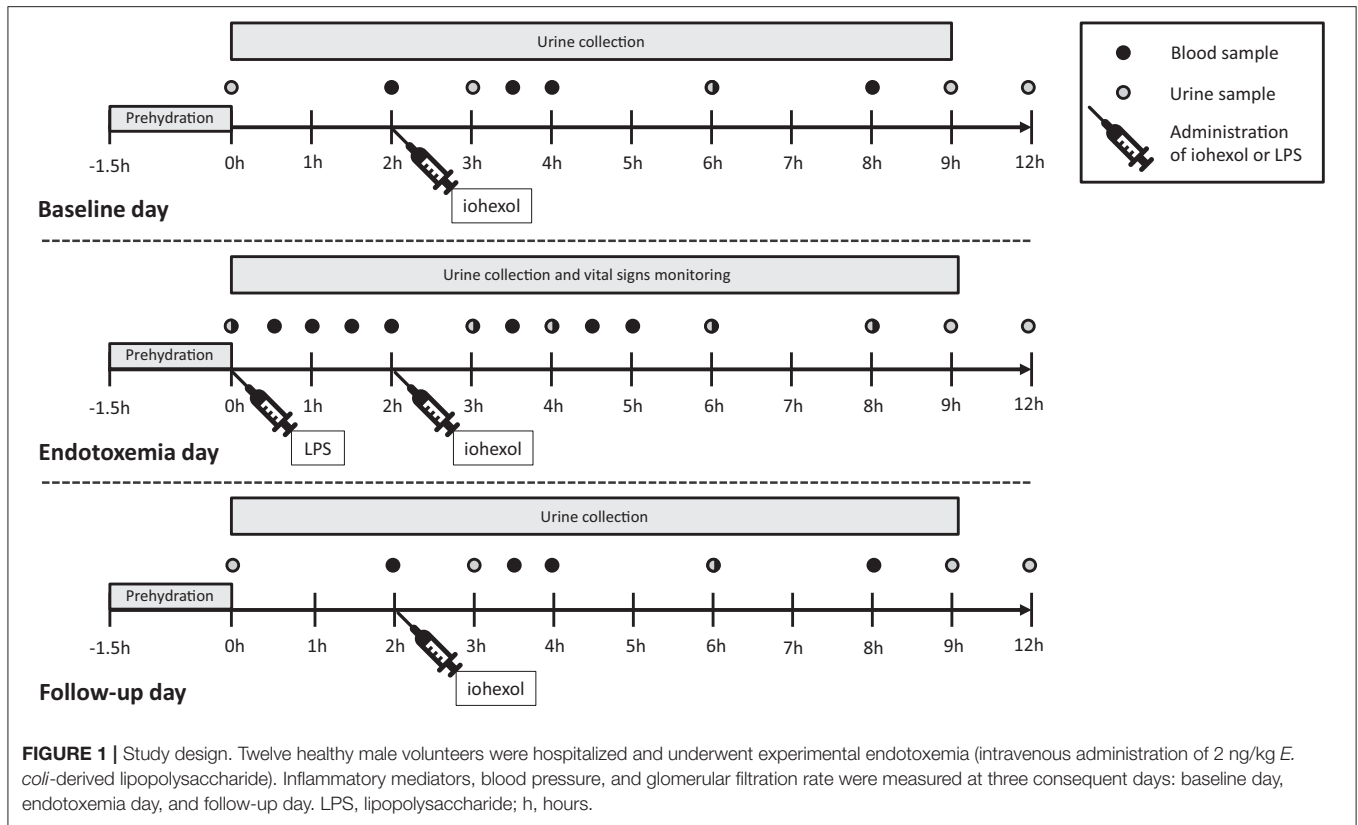 Urine collection
Blood sample
Urine sample
Administration
of iohexol or LPS
Prehydration
-1.5h 0h 1h 2h 3h 4h 5h 6h 7h 8h 9h 12h
iohexol
Baseline day
Urine collection and vital signs monitoring
Prehydration
-1.5h 0h 1h 2h 3h 4h 5h 6h 7h 8h 9h 12h
LPS
iohexol
Endotoxemia day
Urine collection
Prehydration
-1.5h 0h 1h 2h 3h 4h 5h 6h 7h 8h 9h 12h
iohexol
Follow-up day
FIGURE 1 | Study design. Twelve healthy male volunteers were hospitalized and underwent experimental endotoxemia (intravenous administration of 2 ng/kg E.
coli-derived lipopolysaccharide). Inflammatory mediators, blood pressure, and glomerular filtration rate were measured at three consequent days: baseline day,
endotoxemia day, and follow-up day. LPS, lipopolysaccharide; h, hours.